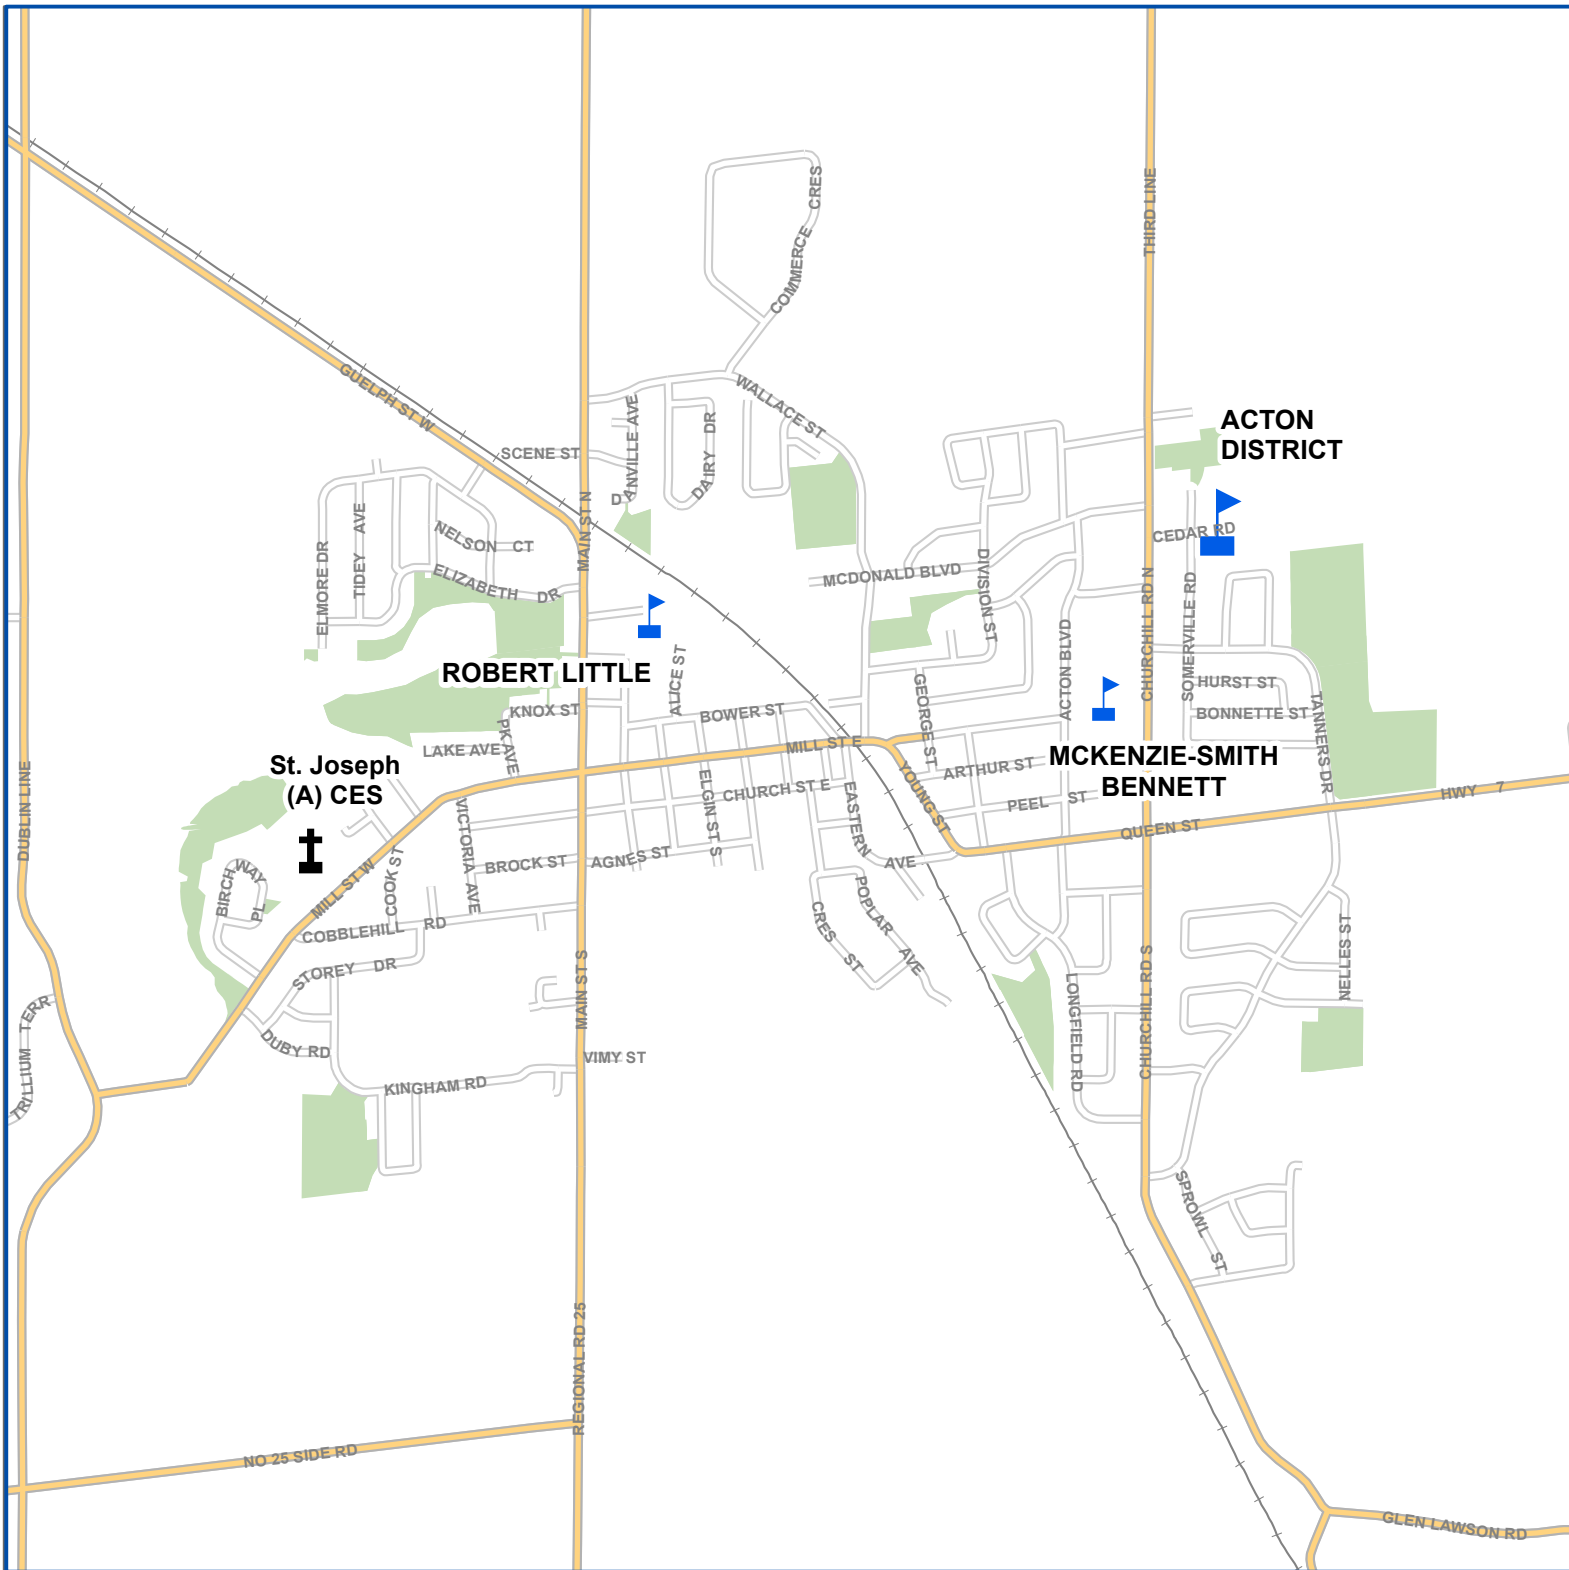 COMMERCE CRES
THIRD LINE
GUELPH ST W
WALLACE ST
ACTON
DISTRICT
SCENE ST
DANVILLE AVE
DAIRY DR
MAIN ST N
TIDEY AVE
NELSON CT
CEDAR RD
ELMORE DR
ELIZABETH DR
MCDONALD BLVD
DIVISION ST
CHURCHILL RD N
SOMERVILLE RD
ROBERT LITTLE
ALICE ST
GEORGE ST
ACTON BLVD
HURST ST
KNOX ST
BOWER ST
BONNETTE ST
TANNERS DR
PK AVE
LAKE AVE
MILL ST E
St. Joseph
(A) CES
MCKENZIE-SMITH
BENNETT
ARTHUR ST
YOUNG ST
ELGIN ST S
CHURCH ST E
EASTERN AVE
PEEL ST
HWY 7
DUBLIN LINE
VICTORIA AVE
QUEEN ST
BROCK ST
AGNES ST
BIRCH WAY PL
MILL ST W
COOK ST
POPLAR AVE
CRES ST
COBBLEHILL RD
STOREY DR
NELLES ST
MAIN ST S
LONGFIELD RD
CHURCHILL RD S
TRILLIUM TERR
DUBY RD
VIMY ST
KINGHAM RD
SPROWL ST
REGIONAL RD 25
NO 25 SIDE RD
GLEN LAWSON RD